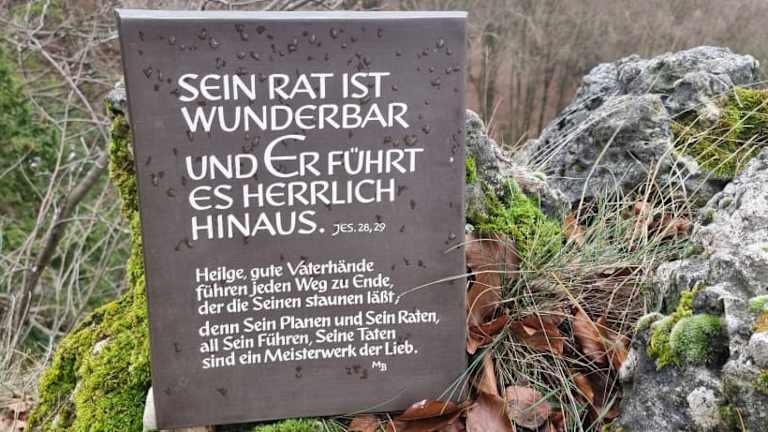 SEIN RAT IST
WUNDERBAR
UND ER FÜHRT
ES HERRLICH
HINAUS. JES. 28, 29
Heilge, gute Vaterhände
führen jeden Weg zu Ende,
der die Seinen staunen läßt;
denn Sein Planen und Sein Raten,
all Sein Führen, Seine Taten
sind ein Meisterwerk der Lieb.
MB